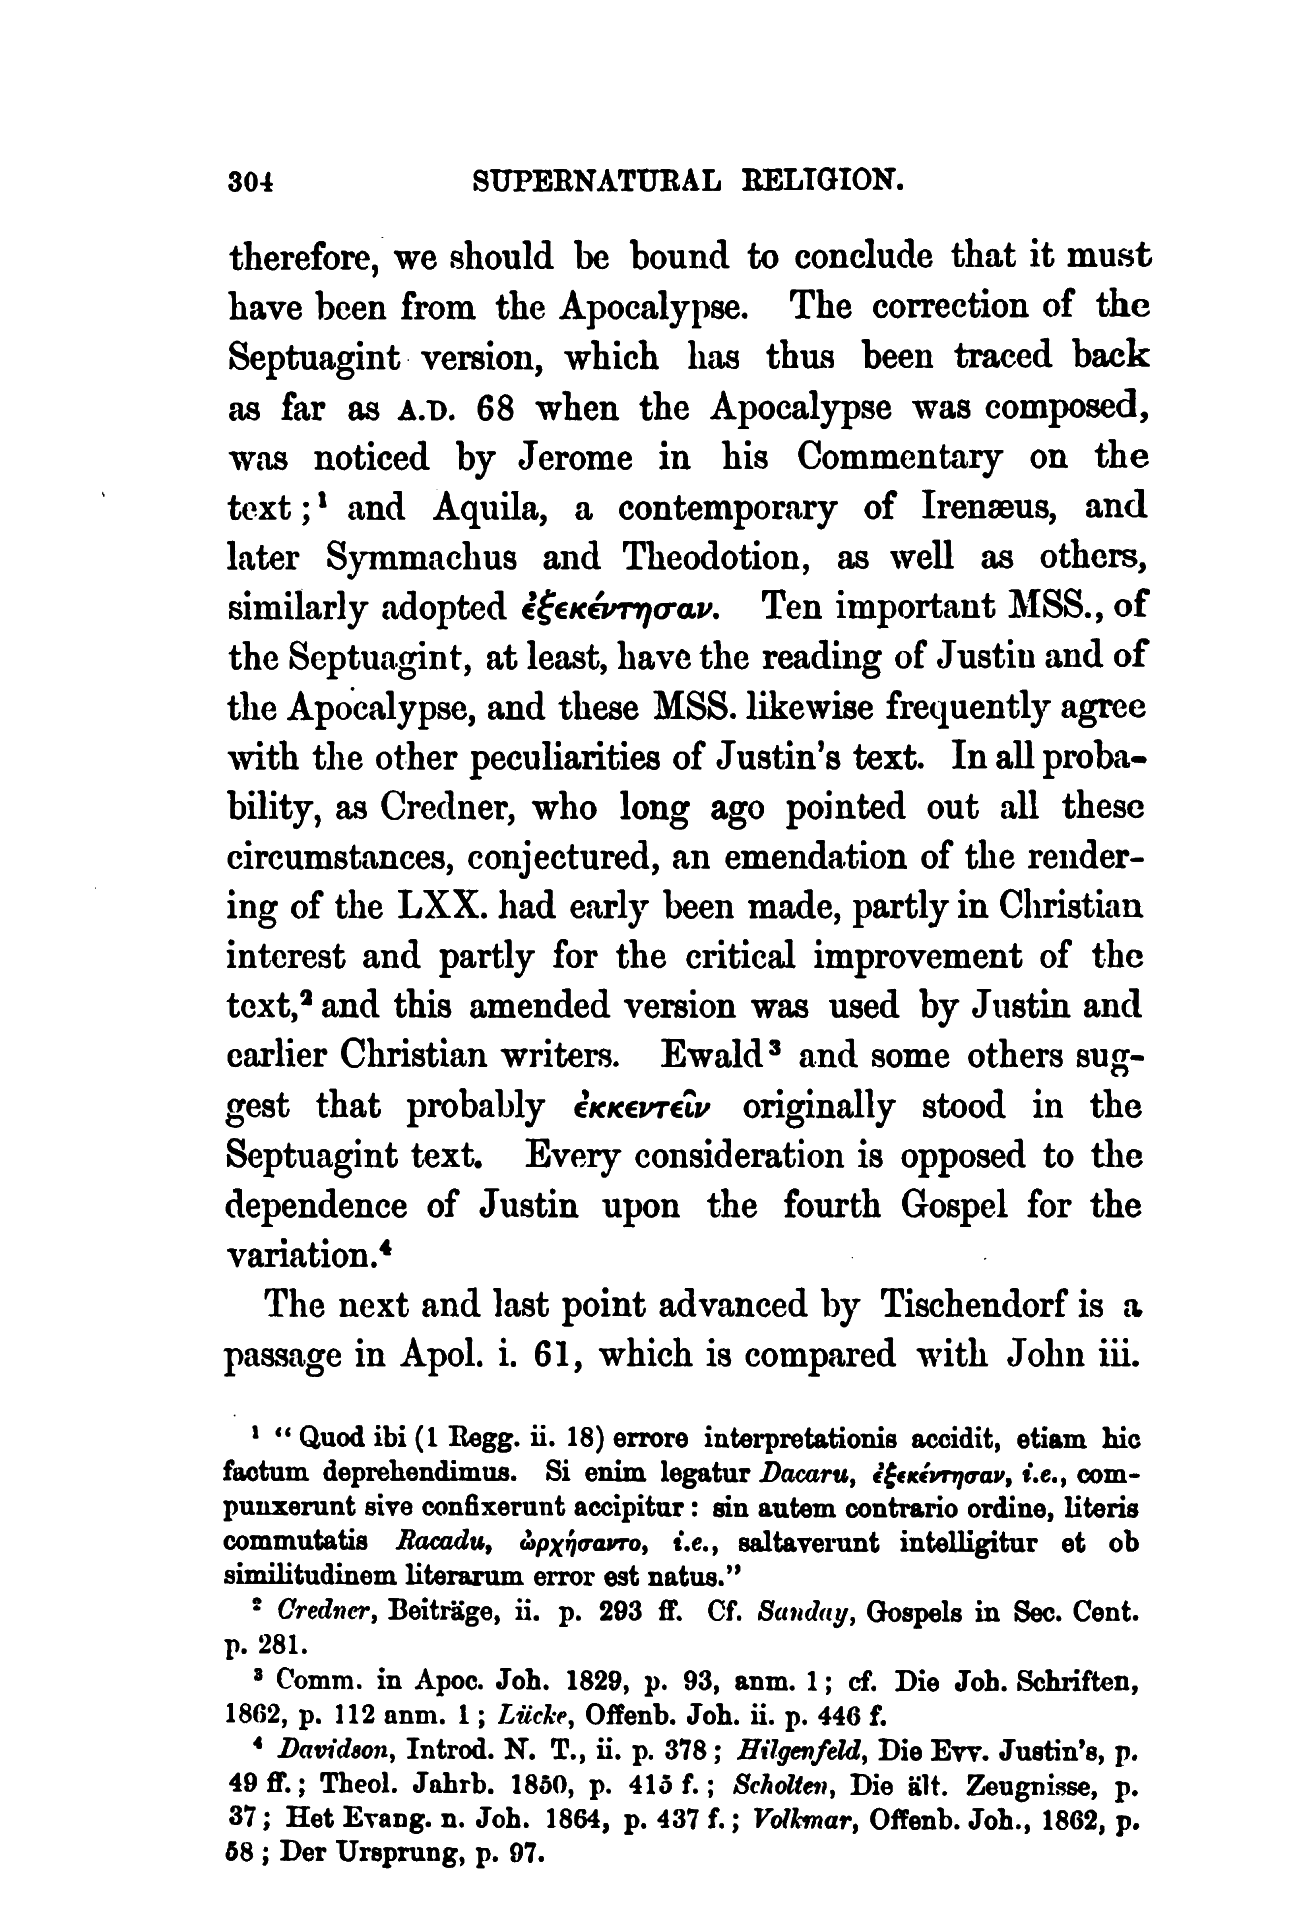 304 SUPERNATURAL RELIGION.
therefore, we should be bound to conclude that it must
have been from the Apocalypse. The correction of the
Septuagint version, which has thus been traced back
as far as A.D. 68 when the Apocalypse was composed,
was noticed by Jerome in his Commentary on the
text;¹ and Aquila, a contemporary of Irenæus, and
later Symmachus and Theodotion, as well as others,
similarly adopted ἐξεκέντησαν. Ten important MSS., of
the Septuagint, at least, have the reading of Justin and of
the Apocalypse, and these MSS. likewise frequently agree
with the other peculiarities of Justin's text. In all proba-
bility, as Credner, who long ago pointed out all these
circumstances, conjectured, an emendation of the render-
ing of the LXX. had early been made, partly in Christian
interest and partly for the critical improvement of the
text,² and this amended version was used by Justin and
earlier Christian writers. Ewald³ and some others sug-
gest that probably ἐκκεντεῖν originally stood in the
Septuagint text. Every consideration is opposed to the
dependence of Justin upon the fourth Gospel for the
variation.⁴
The next and last point advanced by Tischendorf is a
passage in Apol. i. 61, which is compared with John iii.
¹ "Quod ibi (1 Regg. ii. 18) errore interpretationis accidit, etiam hic
factum deprehendimus. Si enim legatur Dacaru, ἐξεκέντησαν, i.e., com-
punxerunt sive confixerunt accipitur: sin autem contrario ordine, literis
commutatis Racadu, ὠρχήσαντο, i.e., saltaverunt intelligitur et ob
similitudinem literarum error est natus."
² Credner, Beiträge, ii. p. 293 ff. Cf. Sanday, Gospels in Sec. Cent.
p. 281.
³ Comm. in Apoc. Joh. 1829, p. 93, anm. 1; cf. Die Joh. Schriften,
1862, p. 112 anm. 1; Lücke, Offenb. Joh. ii. p. 446 f.
⁴ Davidson, Introd. N. T., ii. p. 378; Hilgenfeld, Die Evv. Justin's, p.
49 ff.; Theol. Jahrb. 1850, p. 415 f.; Scholten, Die ält. Zeugnisse, p.
37; Het Evang. n. Joh. 1864, p. 437 f.; Volkmar, Offenb. Joh., 1862, p.
58; Der Ursprung, p. 97.